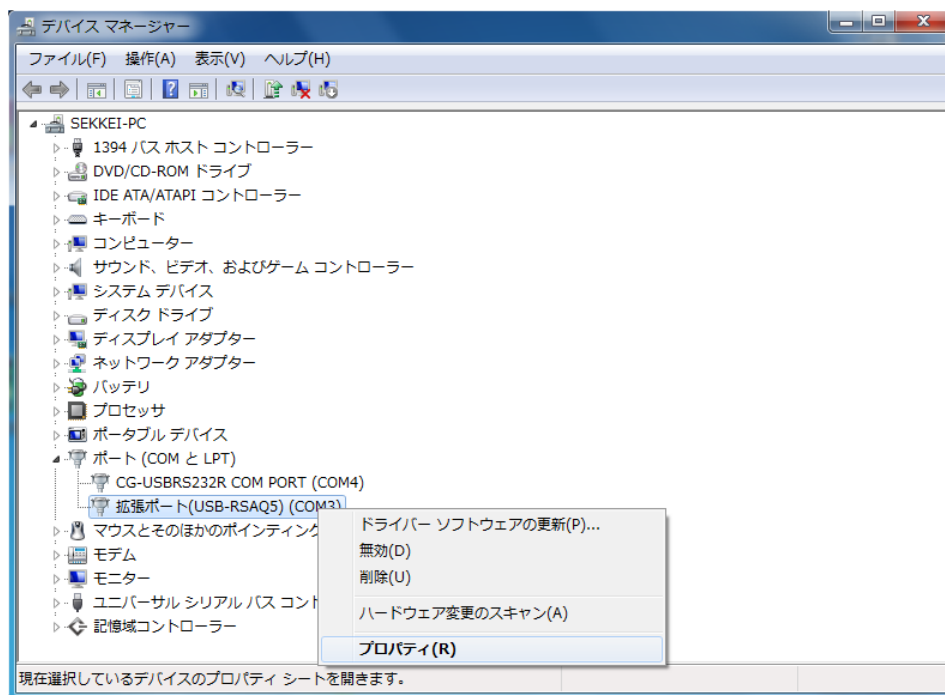 デバイス マネージャー
ファイル(F) 操作(A) 表示(V) ヘルプ(H)
SEKKEI-PC
1394 バス ホスト コントローラー
DVD/CD-ROM ドライブ
IDE ATA/ATAPI コントローラー
キーボード
コンピューター
サウンド、ビデオ、およびゲーム コントローラー
システム デバイス
ディスク ドライブ
ディスプレイ アダプター
ネットワーク アダプター
バッテリ
プロセッサ
ポータブル デバイス
ポート (COM と LPT)
CG-USBRS232R COM PORT (COM4)
拡張ポート(USB-RSAQ5) (COM3)
マウスとそのほかのポインティング
モデム
モニター
ユニバーサル シリアル バス コント
記憶域コントローラー
ドライバー ソフトウェアの更新(P)...
無効(D)
削除(U)
ハードウェア変更のスキャン(A)
プロパティ(R)
現在選択しているデバイスのプロパティ シートを開きます。